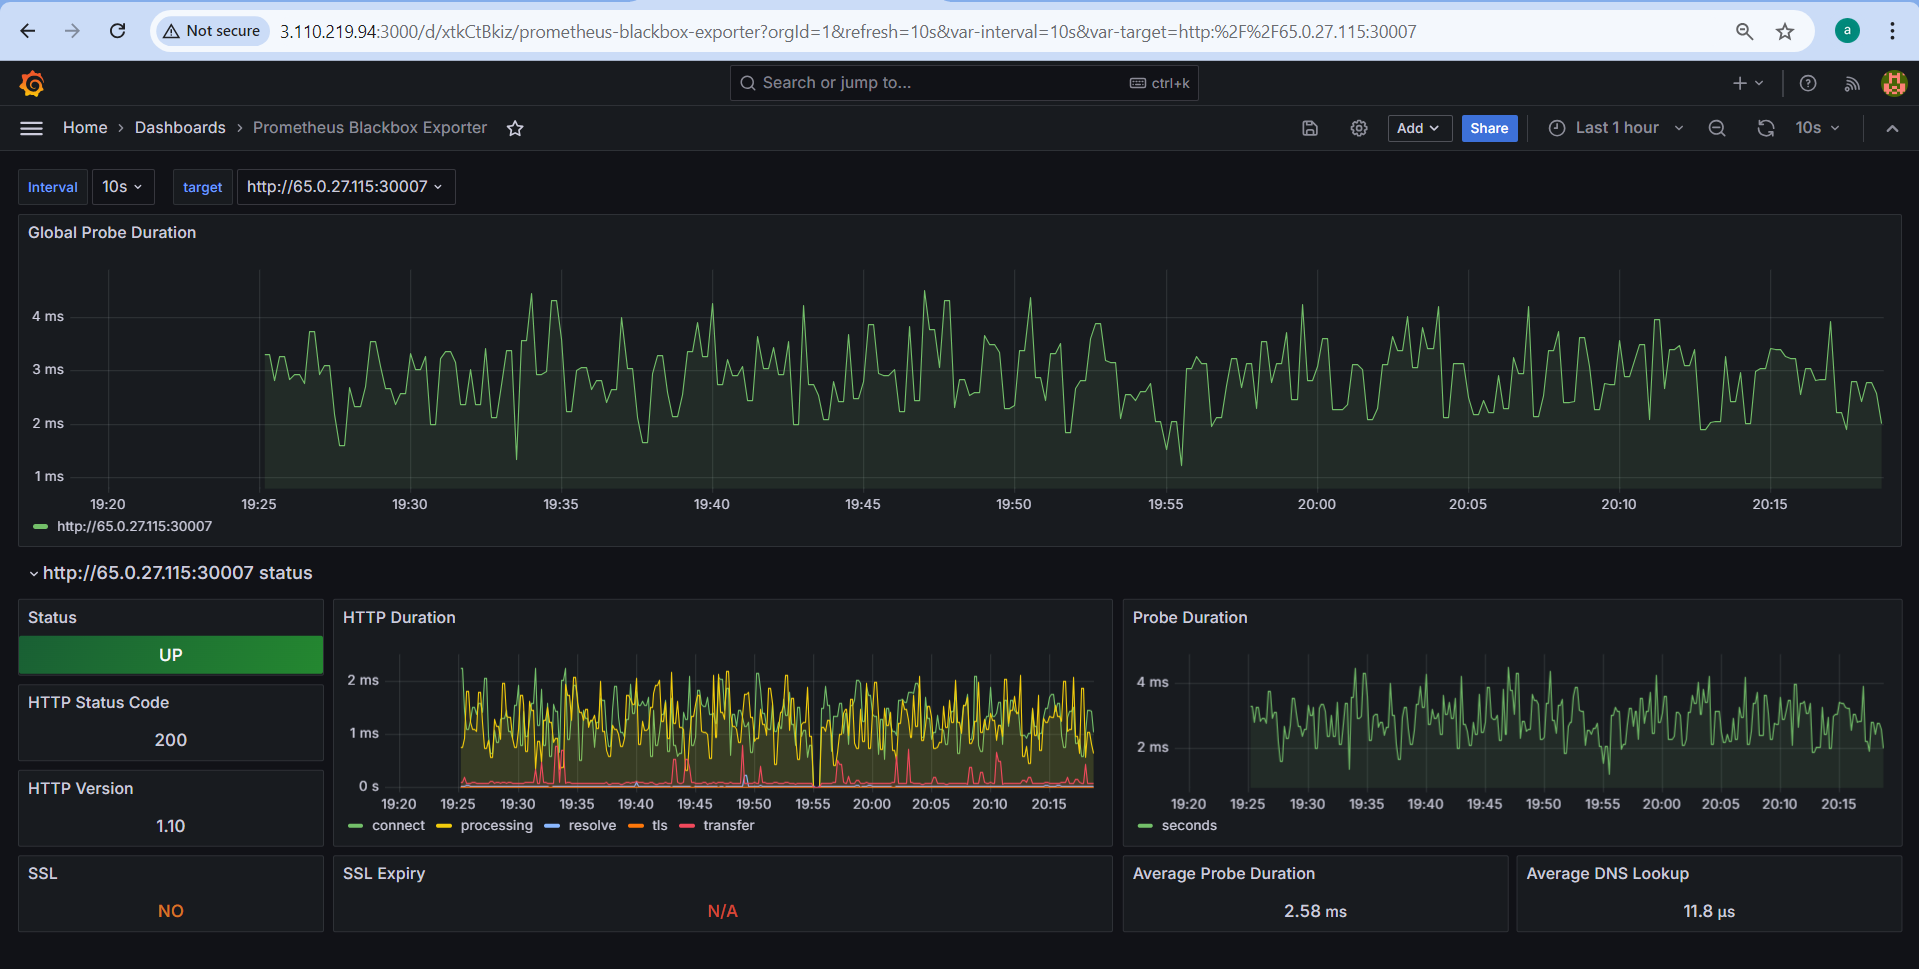 Not secure 3.110.219.94:3000/d/xtkCtBkiz/prometheus-blackbox-exporter?orgId=1&refresh=10s&var-interval=10s&var-target=http:%2F%2F65.0.27.115:30007 a
Search or jump to... ctrl+k
Home › Dashboards › Prometheus Blackbox Exporter Add Share Last 1 hour 10s
Interval 10s target http://65.0.27.115:30007
Global Probe Duration
4 ms
3 ms
2 ms
1 ms
19:20 19:25 19:30 19:35 19:40 19:45 19:50 19:55 20:00 20:05 20:10 20:15
http://65.0.27.115:30007
http://65.0.27.115:30007 status
Status
UP
HTTP Status Code
200
HTTP Version
1.10
SSL
NO
HTTP Duration
2 ms
1 ms
0 s
19:20 19:25 19:30 19:35 19:40 19:45 19:50 19:55 20:00 20:05 20:10 20:15
connect processing resolve tls transfer
SSL Expiry
N/A
Probe Duration
4 ms
2 ms
19:20 19:25 19:30 19:35 19:40 19:45 19:50 19:55 20:00 20:05 20:10 20:15
seconds
Average Probe Duration
2.58 ms
Average DNS Lookup
11.8 µs